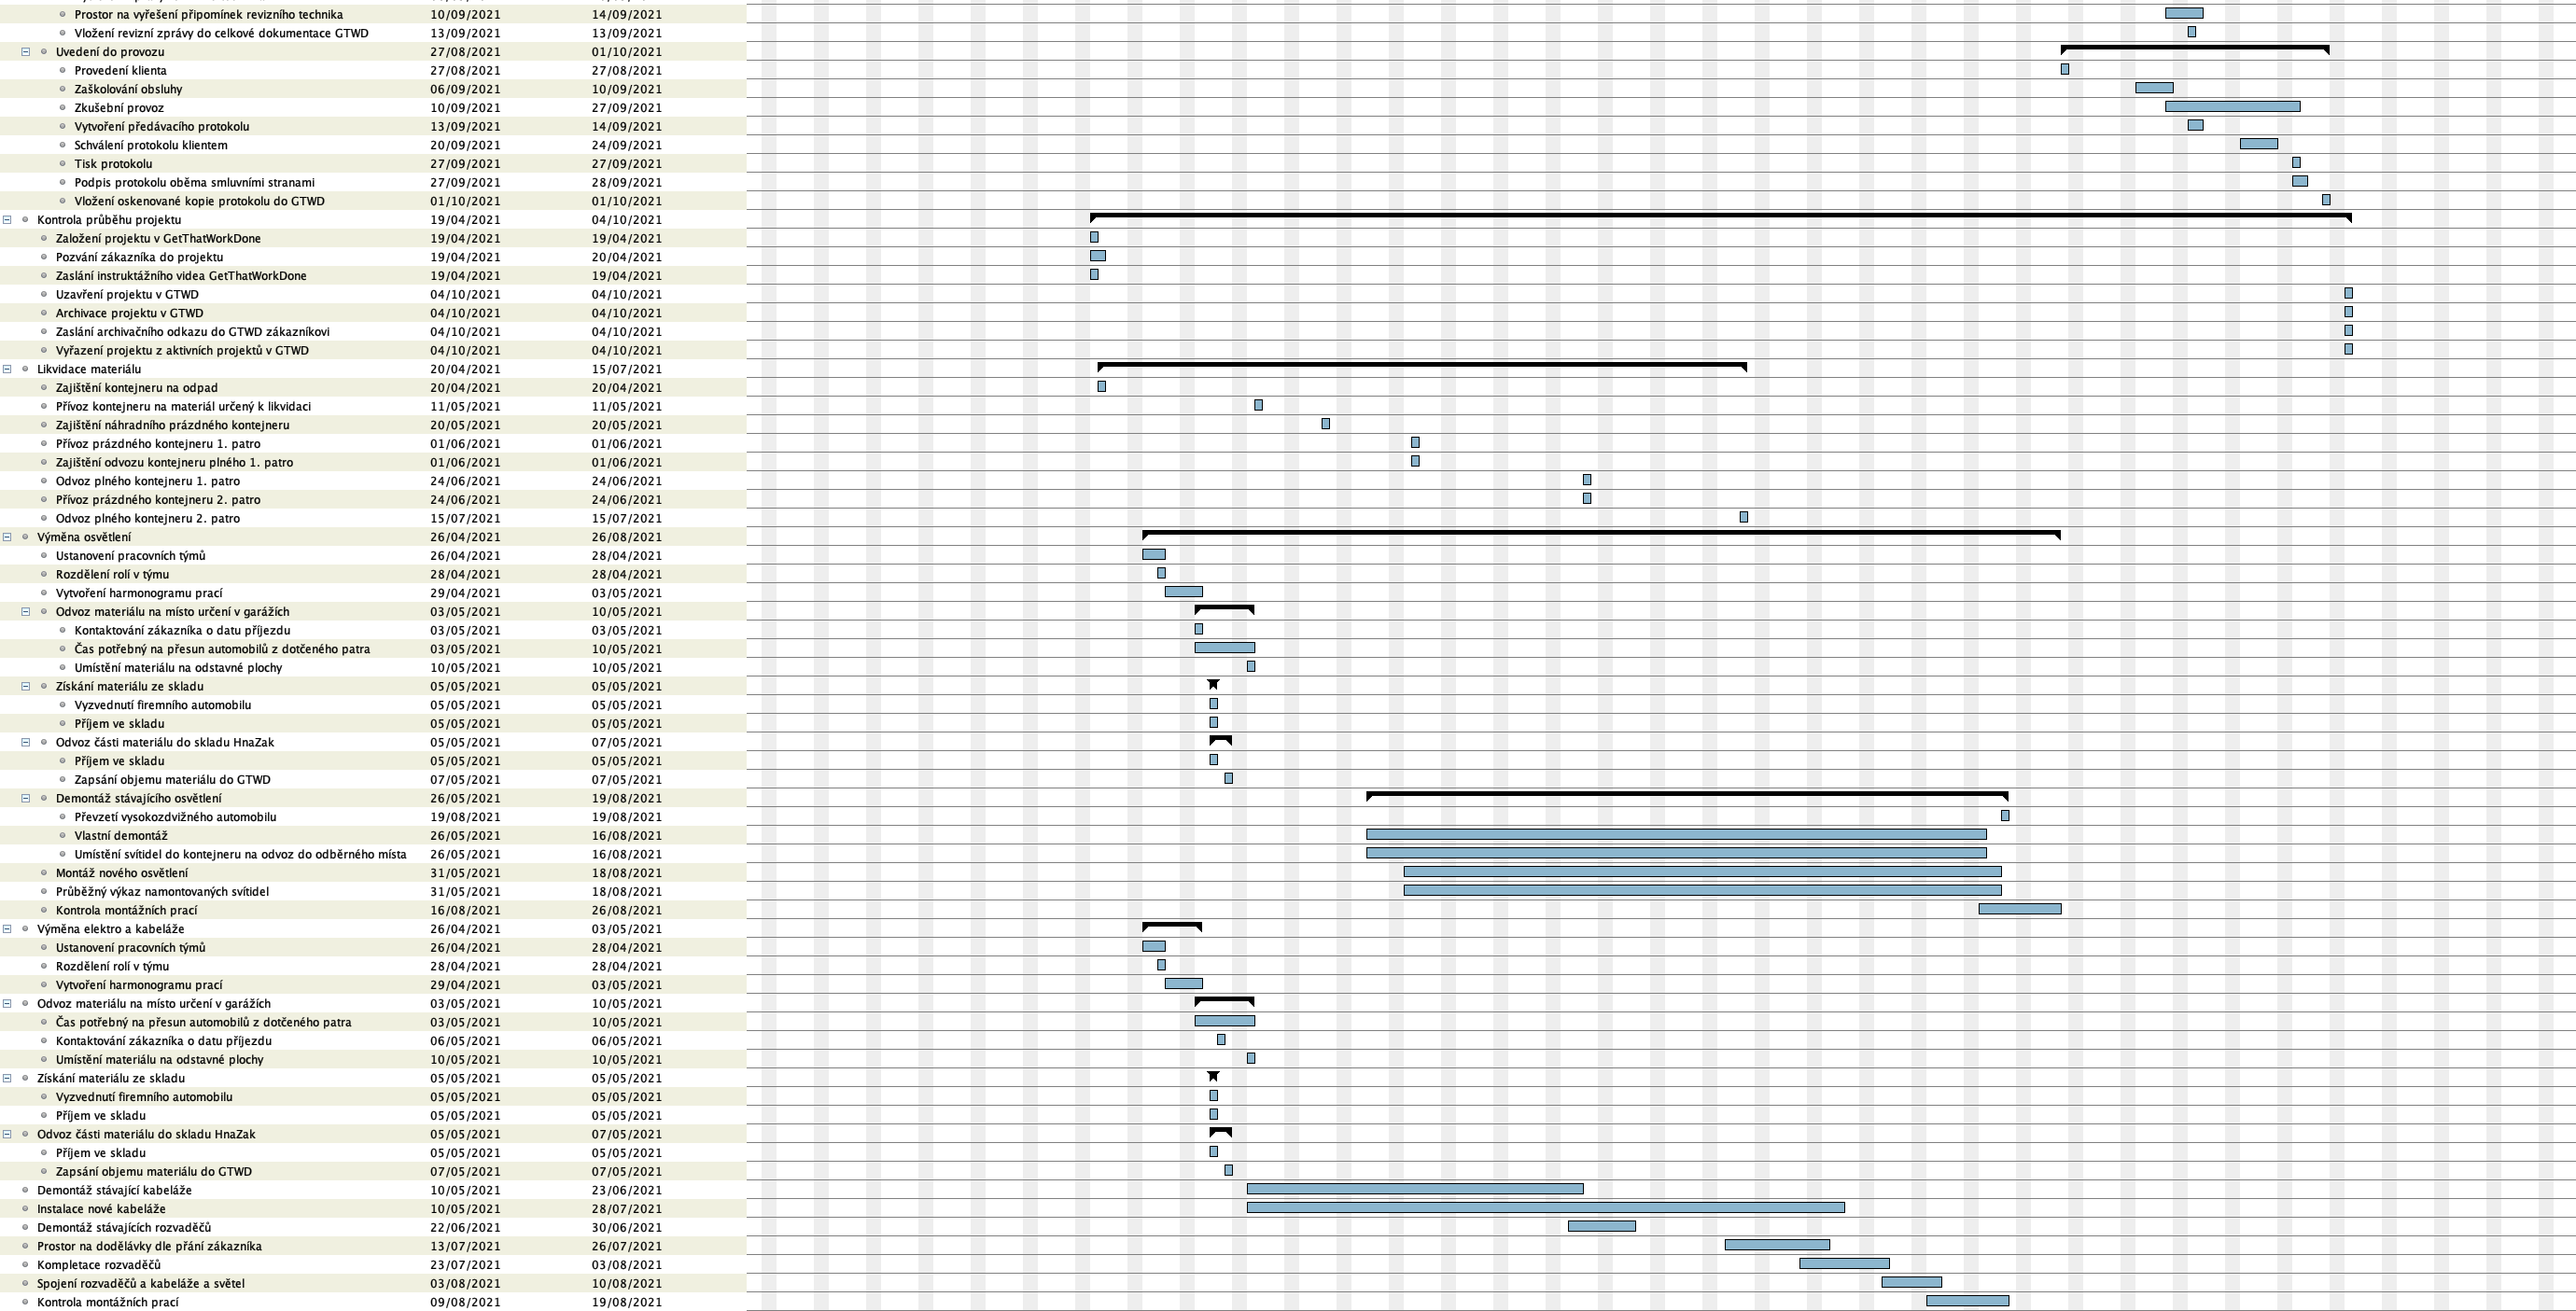 Prostor na vyřešení připomínek revizního technika 10/09/2021 14/09/2021
Vložení revizní zprávy do celkové dokumentace GTWD 13/09/2021 13/09/2021
Uvedení do provozu 27/08/2021 01/10/2021
Provedení klienta 27/08/2021 27/08/2021
Zaškolování obsluhy 06/09/2021 10/09/2021
Zkušební provoz 10/09/2021 27/09/2021
Vytvoření předávacího protokolu 13/09/2021 14/09/2021
Schválení protokolu klientem 20/09/2021 24/09/2021
Tisk protokolu 27/09/2021 27/09/2021
Podpis protokolu oběma smluvními stranami 27/09/2021 28/09/2021
Vložení oskenované kopie protokolu do GTWD 01/10/2021 01/10/2021
Kontrola průběhu projektu 19/04/2021 04/10/2021
Založení projektu v GetThatWorkDone 19/04/2021 19/04/2021
Pozvání zákazníka do projektu 19/04/2021 20/04/2021
Zaslání instruktážního videa GetThatWorkDone 19/04/2021 19/04/2021
Uzavření projektu v GTWD 04/10/2021 04/10/2021
Archivace projektu v GTWD 04/10/2021 04/10/2021
Zaslání archivačního odkazu do GTWD zákazníkovi 04/10/2021 04/10/2021
Vyřazení projektu z aktivních projektů v GTWD 04/10/2021 04/10/2021
Likvidace materiálu 20/04/2021 15/07/2021
Zajištění kontejneru na odpad 20/04/2021 20/04/2021
Přívoz kontejneru na materiál určený k likvidaci 11/05/2021 11/05/2021
Zajištění náhradního prázdného kontejneru 20/05/2021 20/05/2021
Přívoz prázdného kontejneru 1. patro 01/06/2021 01/06/2021
Zajištění odvozu kontejneru plného 1. patro 01/06/2021 01/06/2021
Odvoz plného kontejneru 1. patro 24/06/2021 24/06/2021
Přívoz prázdného kontejneru 2. patro 24/06/2021 24/06/2021
Odvoz plného kontejneru 2. patro 15/07/2021 15/07/2021
Výměna osvětlení 26/04/2021 26/08/2021
Ustanovení pracovních týmů 26/04/2021 28/04/2021
Rozdělení rolí v týmu 28/04/2021 28/04/2021
Vytvoření harmonogramu prací 29/04/2021 03/05/2021
Odvoz materiálu na místo určení v garážích 03/05/2021 10/05/2021
Kontaktování zákazníka o datu příjezdu 03/05/2021 03/05/2021
Čas potřebný na přesun automobilů z dotčeného patra 03/05/2021 10/05/2021
Umístění materiálu na odstavné plochy 10/05/2021 10/05/2021
Získání materiálu ze skladu 05/05/2021 05/05/2021
Vyzvednutí firemního automobilu 05/05/2021 05/05/2021
Příjem ve skladu 05/05/2021 05/05/2021
Odvoz části materiálu do skladu HnaZak 05/05/2021 07/05/2021
Příjem ve skladu 05/05/2021 05/05/2021
Zapsání objemu materiálu do GTWD 07/05/2021 07/05/2021
Demontáž stávajícího osvětlení 26/05/2021 19/08/2021
Převzetí vysokozdvižného automobilu 19/08/2021 19/08/2021
Vlastní demontáž 26/05/2021 16/08/2021
Umístění svítidel do kontejneru na odvoz do odběrného místa 26/05/2021 16/08/2021
Montáž nového osvětlení 31/05/2021 18/08/2021
Průběžný výkaz namontovaných svítidel 31/05/2021 18/08/2021
Kontrola montážních prací 16/08/2021 26/08/2021
Výměna elektro a kabeláže 26/04/2021 03/05/2021
Ustanovení pracovních týmů 26/04/2021 28/04/2021
Rozdělení rolí v týmu 28/04/2021 28/04/2021
Vytvoření harmonogramu prací 29/04/2021 03/05/2021
Odvoz materiálu na místo určení v garážích 03/05/2021 10/05/2021
Čas potřebný na přesun automobilů z dotčeného patra 03/05/2021 10/05/2021
Kontaktování zákazníka o datu příjezdu 06/05/2021 06/05/2021
Umístění materiálu na odstavné plochy 10/05/2021 10/05/2021
Získání materiálu ze skladu 05/05/2021 05/05/2021
Vyzvednutí firemního automobilu 05/05/2021 05/05/2021
Příjem ve skladu 05/05/2021 05/05/2021
Odvoz části materiálu do skladu HnaZak 05/05/2021 07/05/2021
Příjem ve skladu 05/05/2021 05/05/2021
Zapsání objemu materiálu do GTWD 07/05/2021 07/05/2021
Demontáž stávající kabeláže 10/05/2021 23/06/2021
Instalace nové kabeláže 10/05/2021 28/07/2021
Demontáž stávajících rozvaděčů 22/06/2021 30/06/2021
Prostor na dodělávky dle přání zákazníka 13/07/2021 26/07/2021
Kompletace rozvaděčů 23/07/2021 03/08/2021
Spojení rozvaděčů a kabeláže a světel 03/08/2021 10/08/2021
Kontrola montážních prací 09/08/2021 19/08/2021